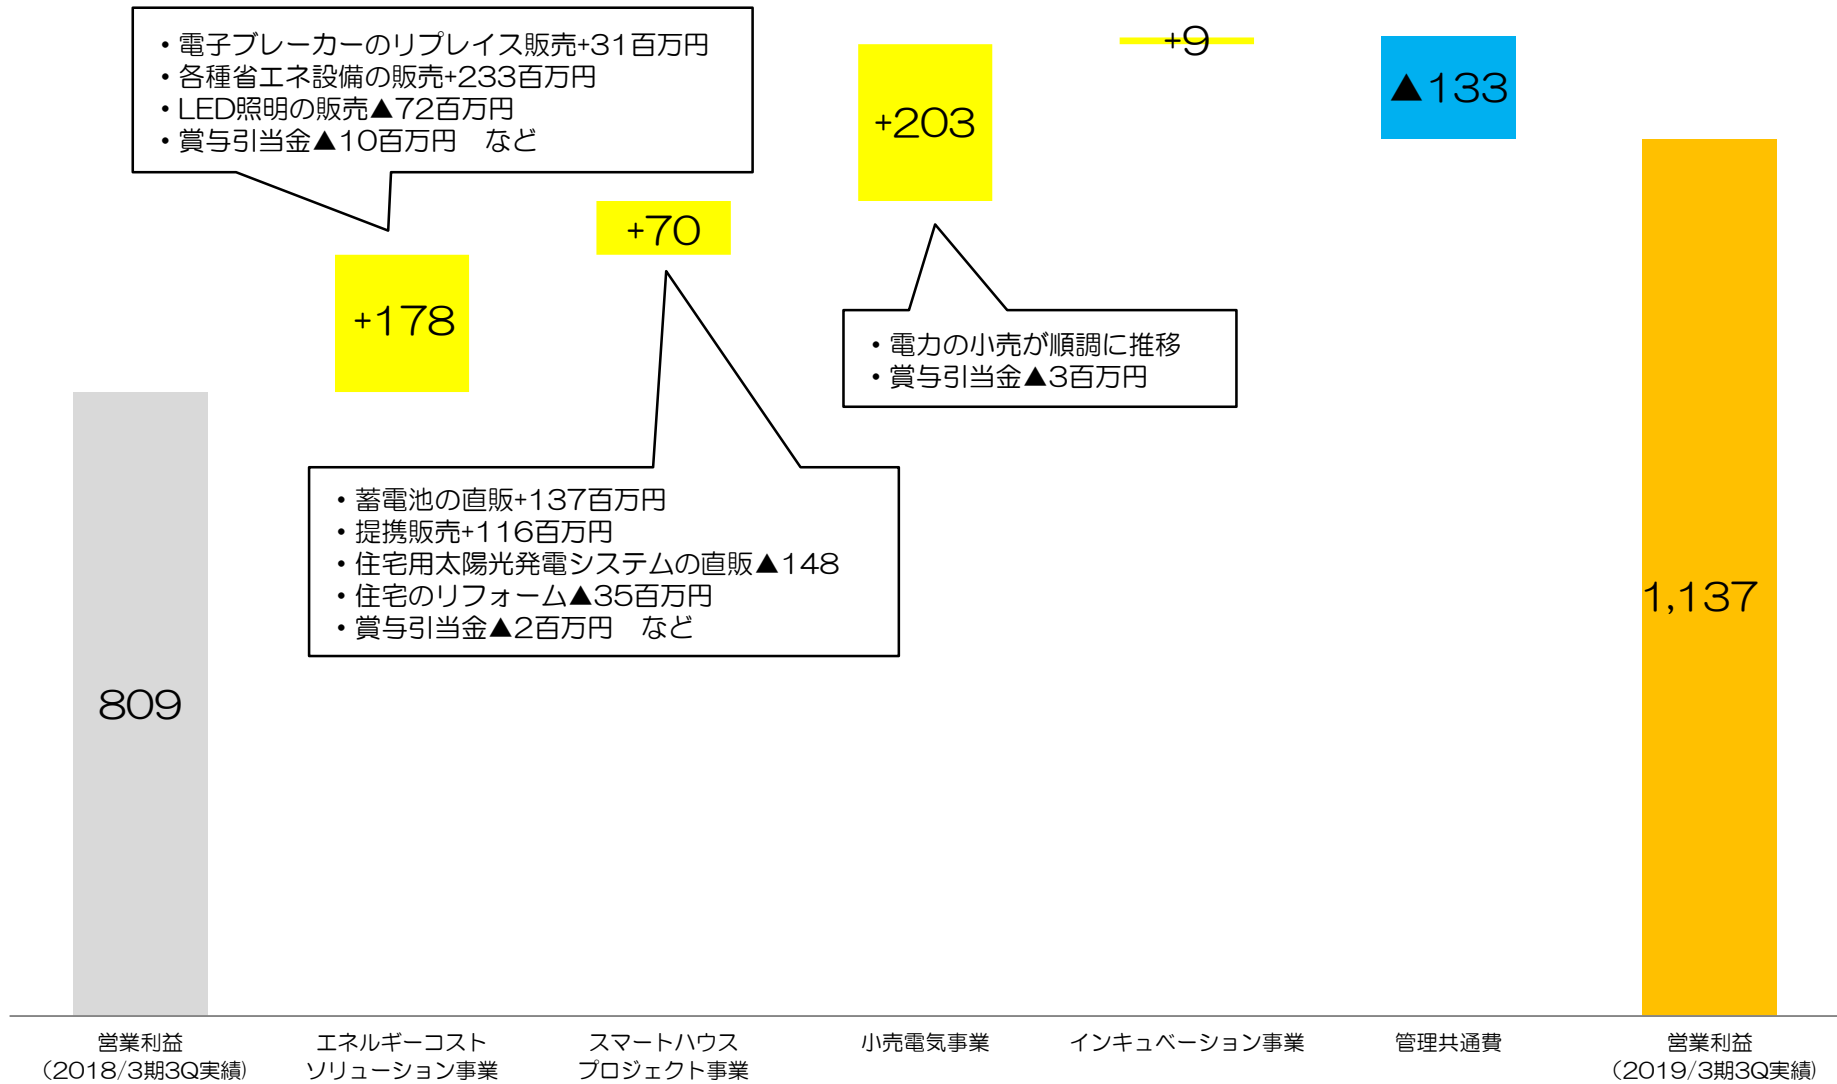 ・電子ブレーカーのリプレイス販売+31百万円
・各種省エネ設備の販売+233百万円
・LED照明の販売▲72百万円
・賞与引当金▲10百万円　など
+9
▲133
+203
+70
+178
・電力の小売が順調に推移
・賞与引当金▲3百万円
・蓄電池の直販+137百万円
・提携販売+116百万円
・住宅用太陽光発電システムの直販▲148
・住宅のリフォーム▲35百万円
・賞与引当金▲2百万円　など
809
1,137
営業利益
（2018/3期3Q実績）
エネルギーコスト
ソリューション事業
スマートハウス
プロジェクト事業
小売電気事業
インキュベーション事業
管理共通費
営業利益
（2019/3期3Q実績）